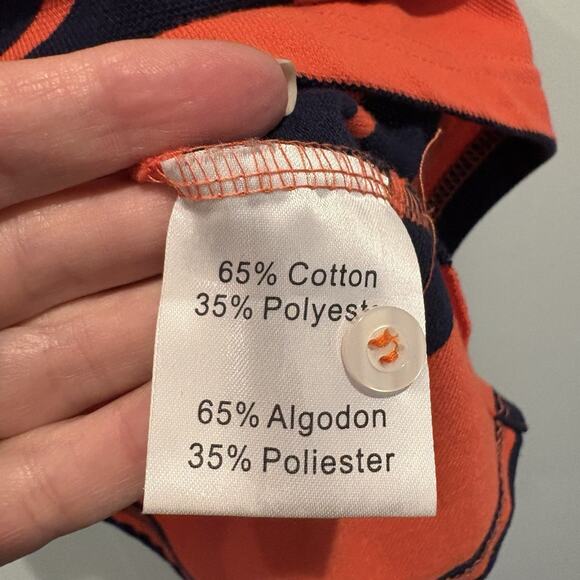 65% Cotton
35% Polyest
65% Algodon
35% Poliester